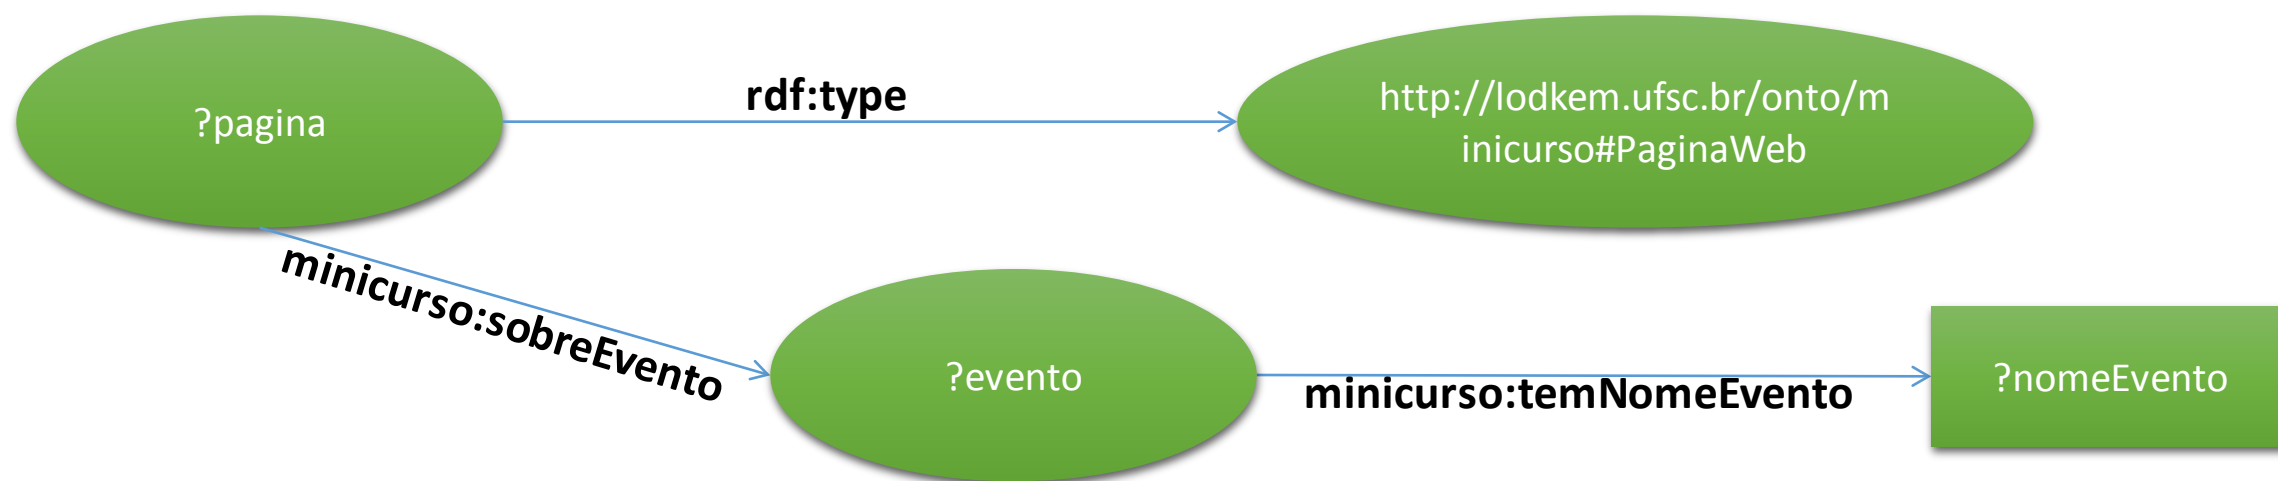 rdf:type
?pagina
http://lodkem.ufsc.br/onto/m
inicurso#PaginaWeb
minicurso:sobreEvento
?evento
minicurso:temNomeEvento
?nomeEvento